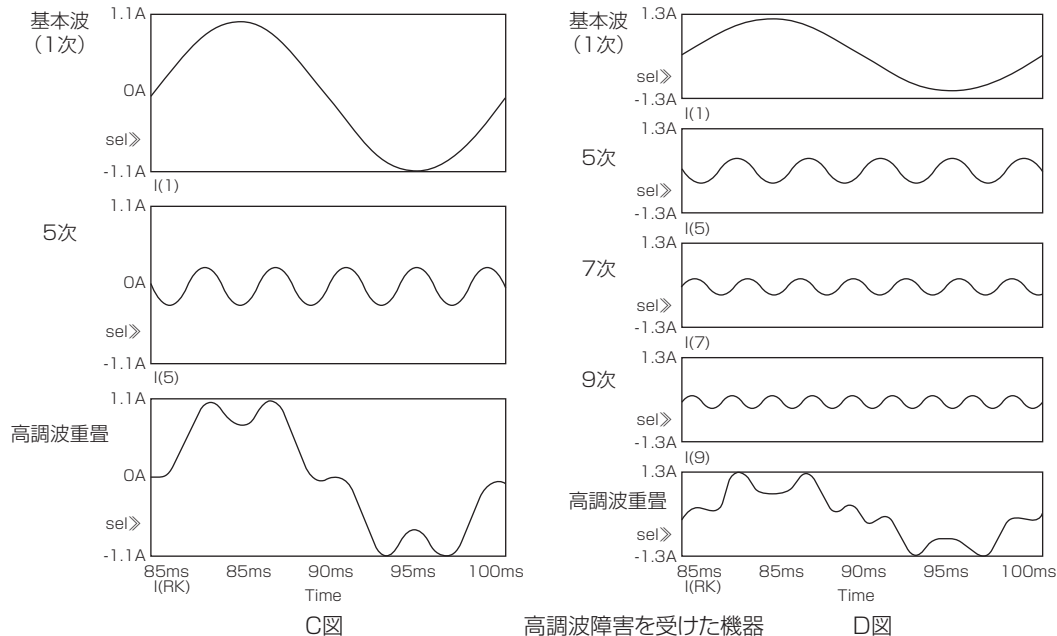 基本波
(1次)
1.1A
0A
sel≫
-1.1A
I(1)
5次
1.1A
0A
sel≫
-1.1A
I(5)
高調波重畳
1.1A
0A
sel≫
-1.1A
85ms
85ms
90ms
95ms
100ms
I(RK)
Time
C図
基本波
(1次)
1.3A
sel≫
-1.3A
I(1)
5次
1.3A
sel≫
-1.3A
I(5)
7次
1.3A
sel≫
-1.3A
I(7)
9次
1.3A
sel≫
-1.3A
I(9)
高調波重畳
1.3A
sel≫
-1.3A
85ms
85ms
90ms
95ms
100ms
I(RK)
Time
D図
高調波障害を受けた機器